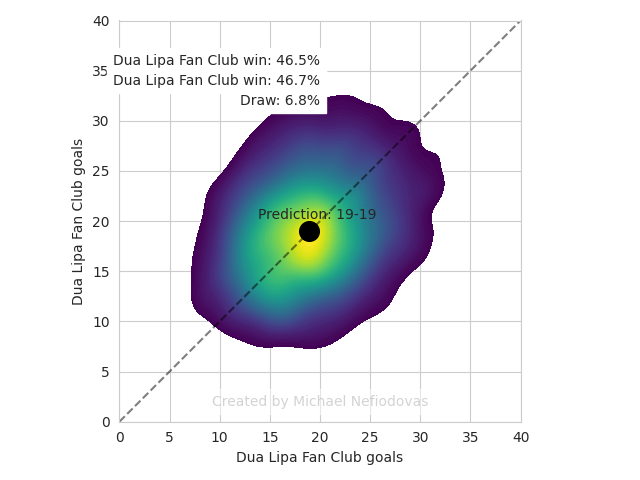 40
Dua Lipa Fan Club win: 46.5%
35
Dua Lipa Fan Club win: 46.7%
Draw: 6.8%
30
25
Prediction: 19-19
20
15
10
5
0
Dua Lipa Fan Club goals
Created by Michael Nefiodovas
0 5 10 15 20 25 30 35 40
Dua Lipa Fan Club goals